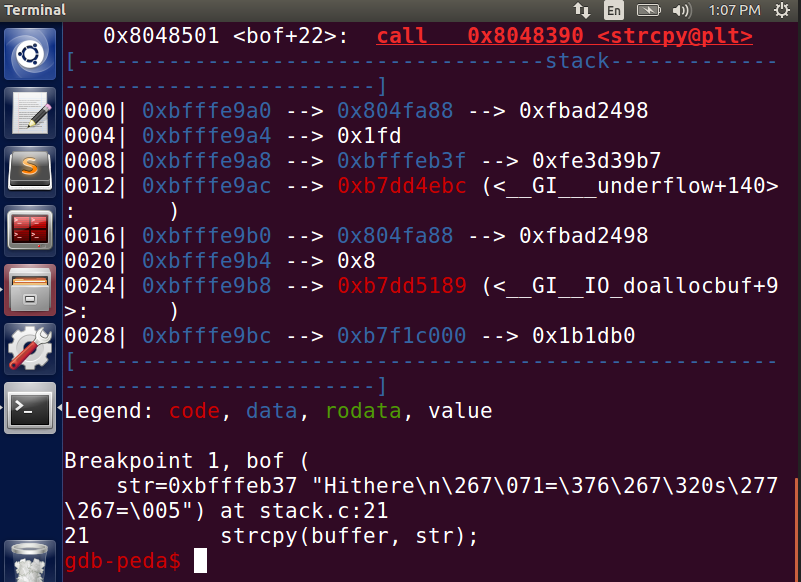 Terminal
En
1:07 PM
0x8048501 <bof+22>:  call   0x8048390 <strcpy@plt>
[------------------------------------stack-------------
------------------------]
0000| 0xbfffe9a0 --> 0x804fa88 --> 0xfbad2498
0004| 0xbfffe9a4 --> 0x1fd
0008| 0xbfffe9a8 --> 0xbfffeb3f --> 0xfe3d39b7
0012| 0xbfffe9ac --> 0xb7dd4ebc (<__GI___underflow+140>
:       )
0016| 0xbfffe9b0 --> 0x804fa88 --> 0xfbad2498
0020| 0xbfffe9b4 --> 0x8
0024| 0xbfffe9b8 --> 0xb7dd5189 (<__GI__IO_doallocbuf+9
>:      )
0028| 0xbfffe9bc --> 0xb7f1c000 --> 0x1b1db0
[------------------------------------------------------
------------------------]
Legend: code, data, rodata, value
Breakpoint 1, bof (
    str=0xbfffeb37 "Hithere\n\267\071=\376\267\320s\277
\267=\005") at stack.c:21
21          strcpy(buffer, str);
gdb-peda$